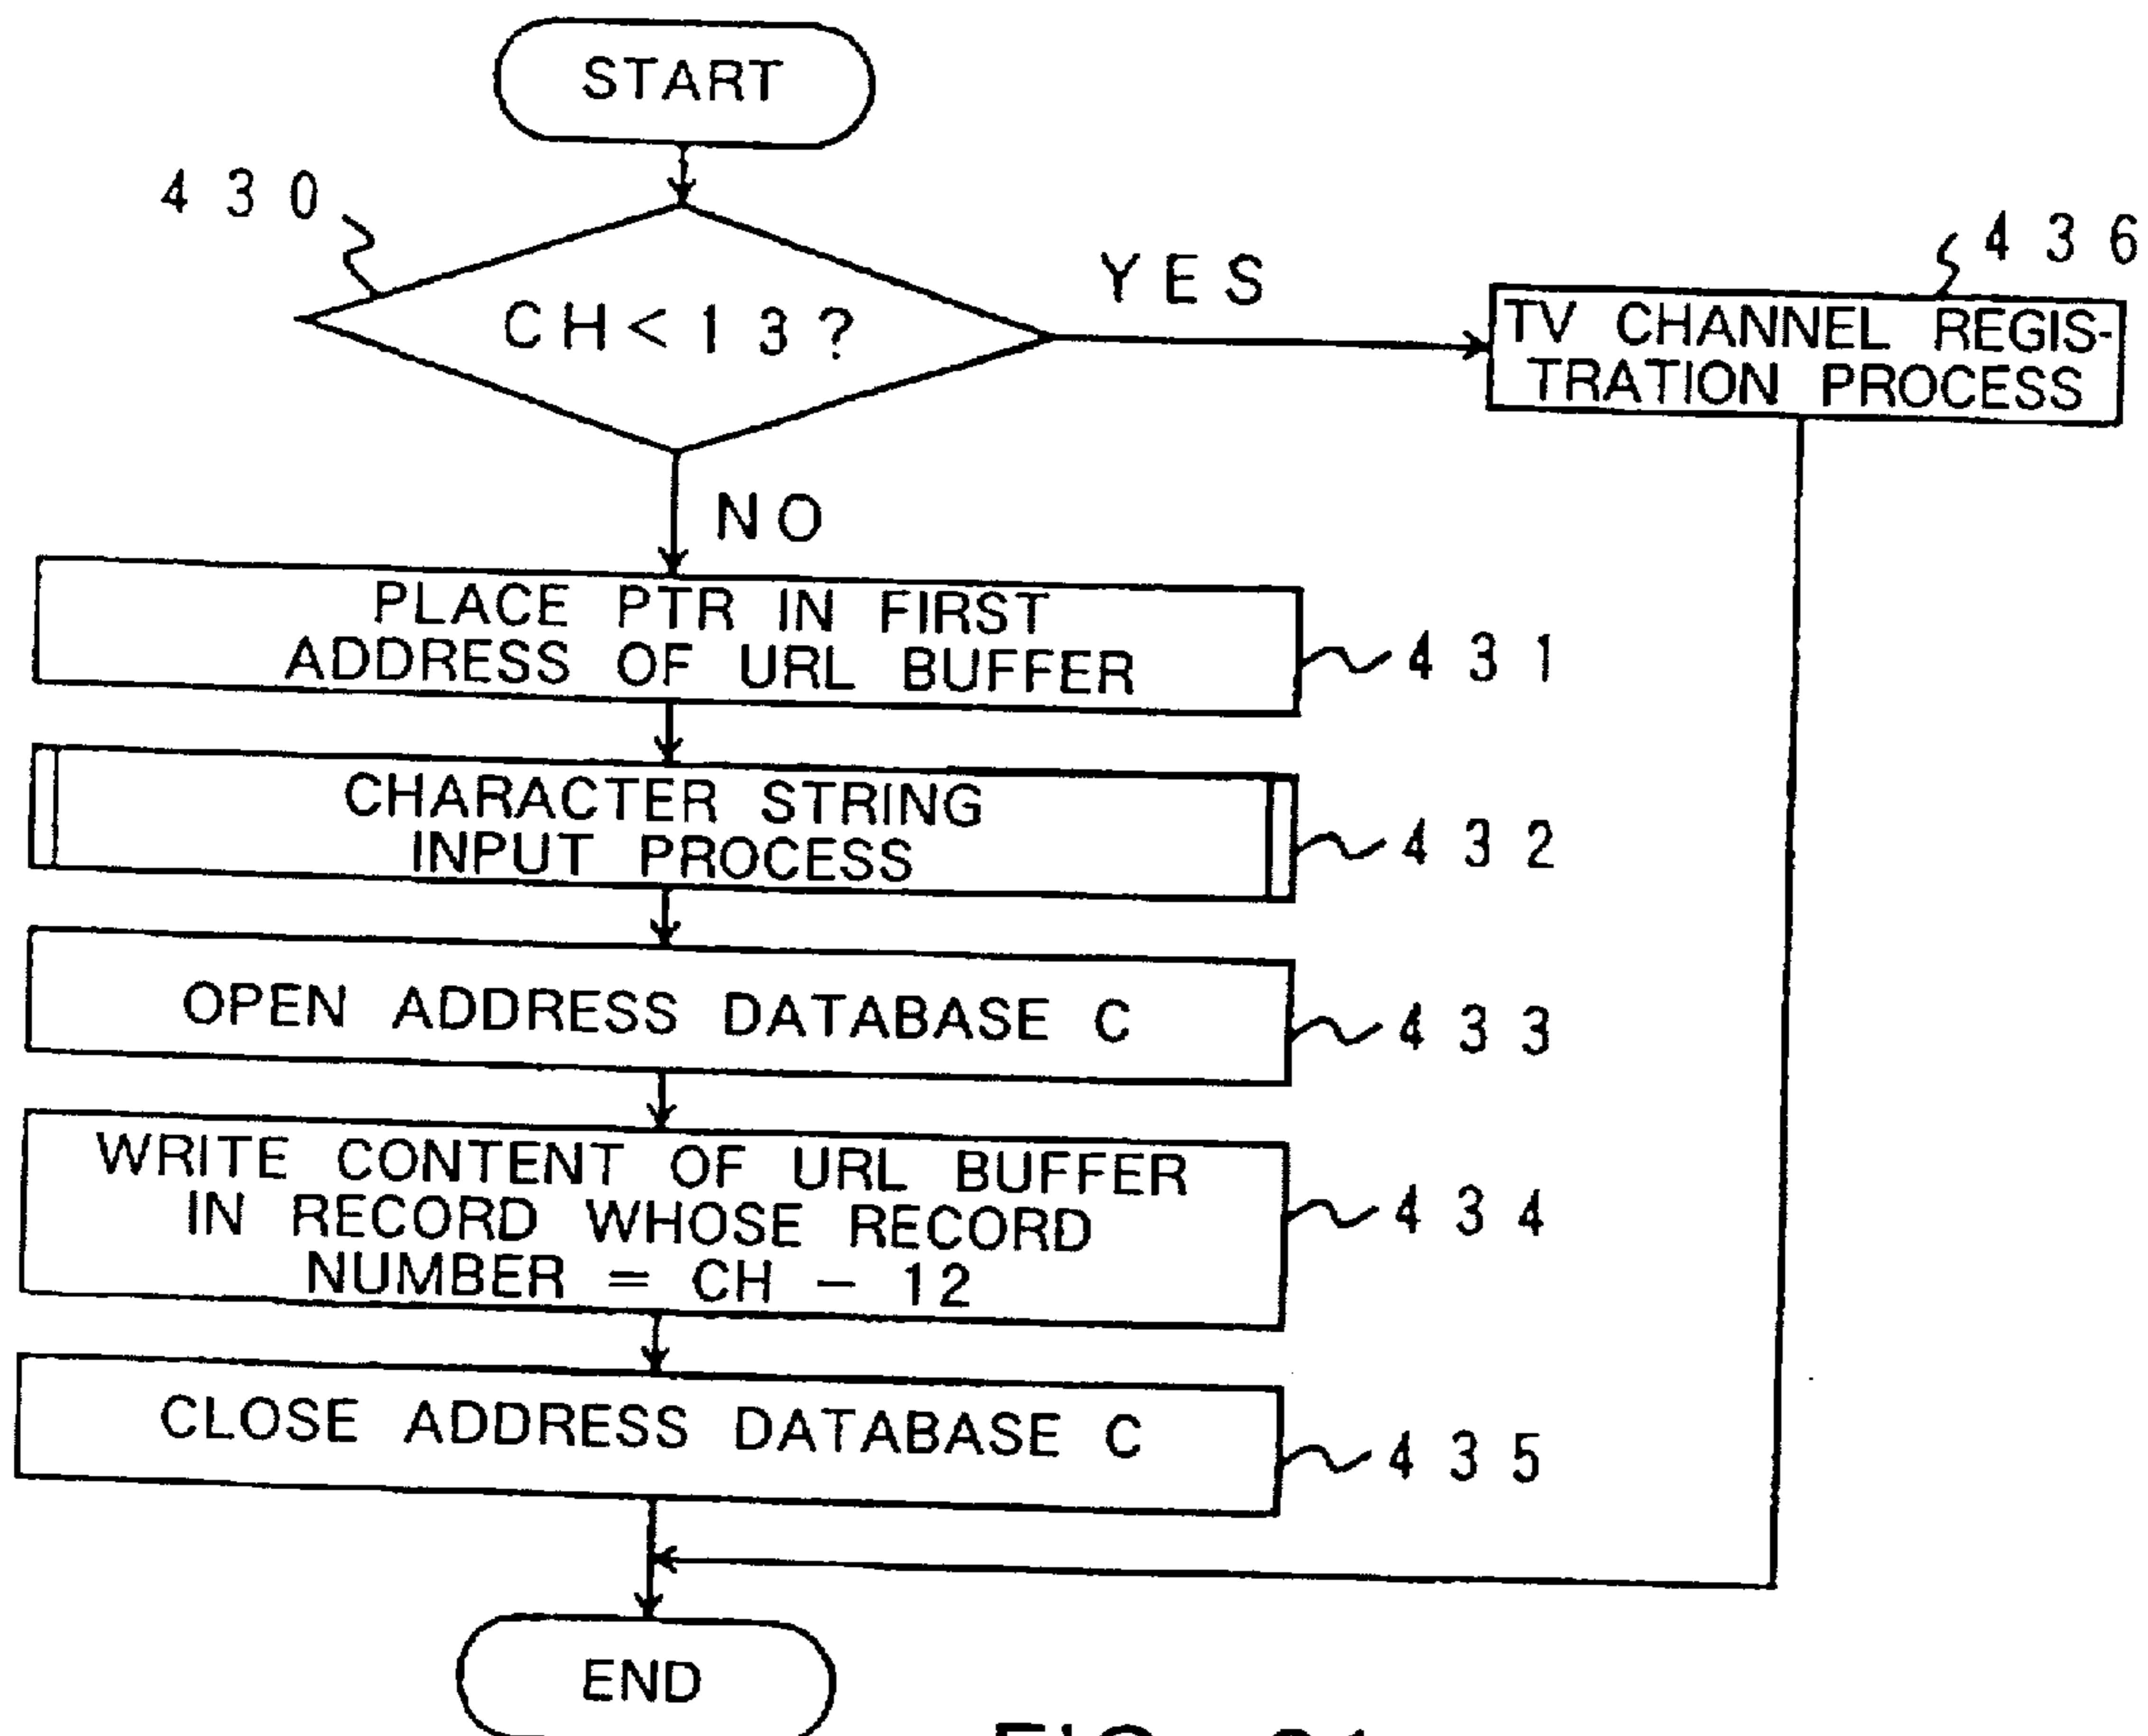 START
430
CH<13?
YES
436
TV CHANNEL REGIS-
TRATION PROCESS
NO
PLACE PTR IN FIRST
ADDRESS OF URL BUFFER
431
CHARACTER STRING
INPUT PROCESS
432
OPEN ADDRESS DATABASE C
433
WRITE CONTENT OF URL BUFFER
IN RECORD WHOSE RECORD
NUMBER = CH - 12
434
CLOSE ADDRESS DATABASE C
435
END